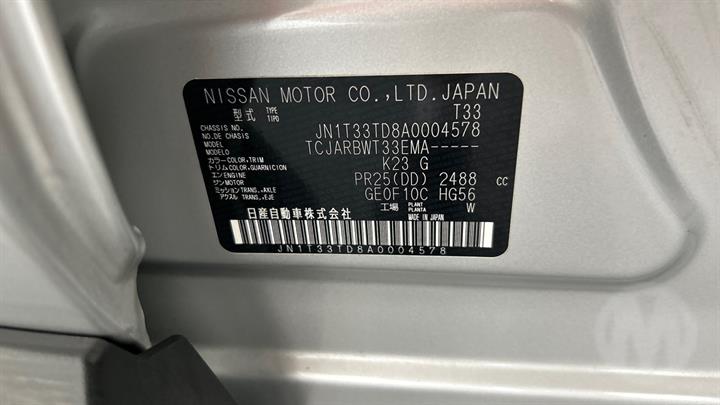 NISSAN MOTOR CO.,LTD.JAPAN
型式 TYPE TIPO T33
CHASSIS NO. NO.DE CHASIS JN1T33TD8A0004578
MODEL MODELO TCJARBWT33EMA-----
カラー COLOR,TRIM トリム COLOR,GUARNICION K23 G
エンジン ENGINE MOTOR PR25(DD) 2488 CC
ミッション TRANS.,AXLE アクスル TRANS.,EJE GE0F10C HG56
日産自動車株式会社 工場 PLANT PLANTA W
MADE IN JAPAN
JN1T33TD8A0004578
M